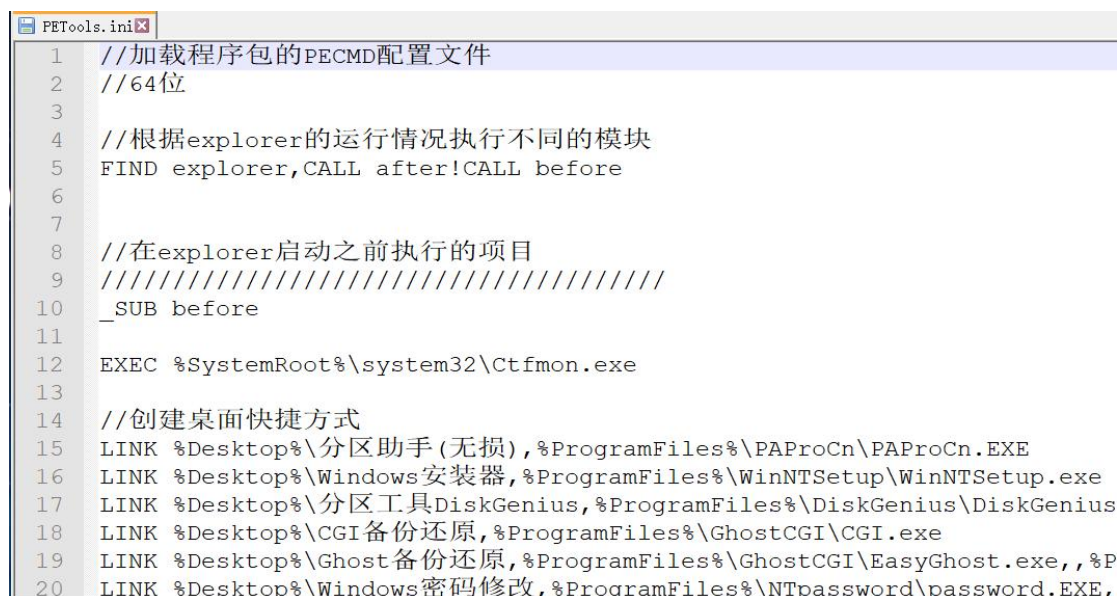 PETools.ini
1 //加载程序包的PECMD配置文件
2 //64位
3
4 //根据explorer的运行情况执行不同的模块
5 FIND explorer,CALL after!CALL before
6
7
8 //在explorer启动之前执行的项目
9 ///////////////////////////////////////
10 _SUB before
11
12 EXEC %SystemRoot%\system32\Ctfmon.exe
13
14 //创建桌面快捷方式
15 LINK %Desktop%\分区助手(无损),%ProgramFiles%\PAProCn\PAProCn.EXE
16 LINK %Desktop%\Windows安装器,%ProgramFiles%\WinNTSetup\WinNTSetup.exe
17 LINK %Desktop%\分区工具DiskGenius,%ProgramFiles%\DiskGenius\DiskGenius
18 LINK %Desktop%\CGI备份还原,%ProgramFiles%\GhostCGI\CGI.exe
19 LINK %Desktop%\Ghost备份还原,%ProgramFiles%\GhostCGI\EasyGhost.exe,,%P
20 LINK %Desktop%\Windows密码修改,%ProgramFiles%\NTpassword\password.EXE,